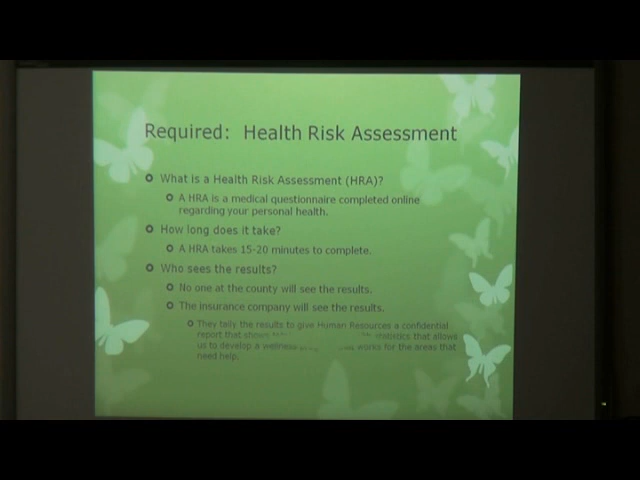 Required: Health Risk Assessment
What is a Health Risk Assessment (HRA)?
A HRA is a medical questionnaire completed online
regarding your personal health.
How long does it take?
A HRA takes 15-20 minutes to complete.
Who sees the results?
No one at the county will see the results.
The insurance company will see the results.
They tally the results to give Human Resources a confidential
report that shows statistics that allows
us to develop a wellness works for the areas that
need help.